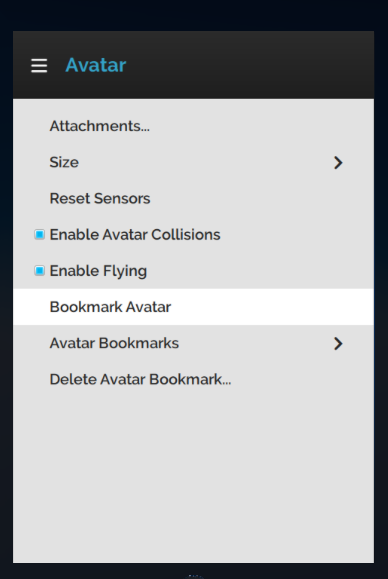 Avatar
Attachments...
Size
Reset Sensors
Enable Avatar Collisions
Enable Flying
Bookmark Avatar
Avatar Bookmarks
Delete Avatar Bookmark...